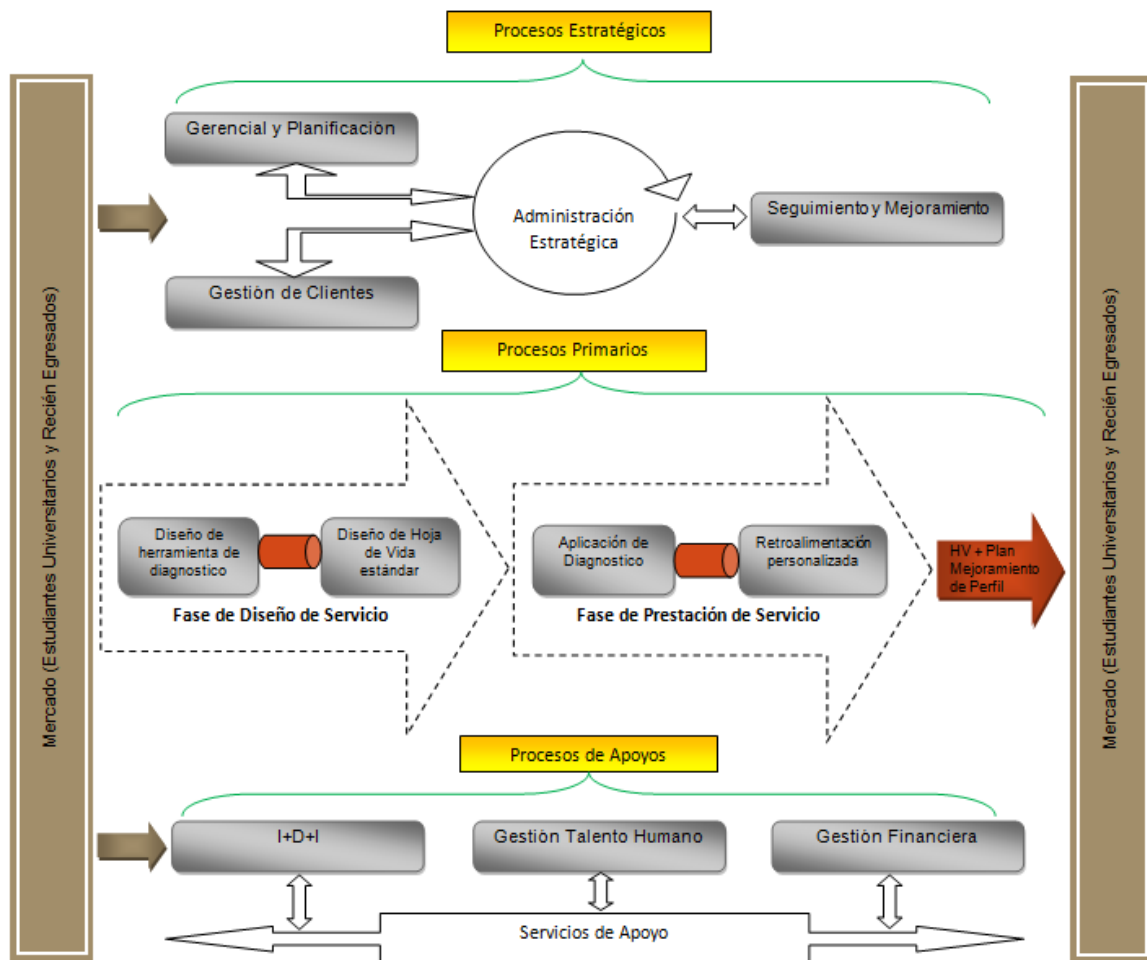 Procesos Estratégicos
Mercado (Estudiantes Universitarios y Recién Egresados)
Gerencial y Planificación
Administración
Estratégica
Seguimiento y Mejoramiento
Gestión de Clientes
Mercado (Estudiantes Universitarios y Recién Egresados)
Procesos Primarios
Diseño de
herramienta de
diagnostico
Diseño de Hoja
de Vida
estándar
Fase de Diseño de Servicio
Aplicación de
Diagnostico
Retroalimentación
personalizada
Fase de Prestación de Servicio
HV + Plan
Mejoramiento
de Perfil
Procesos de Apoyos
I+D+I
Gestión Talento Humano
Gestión Financiera
Servicios de Apoyo